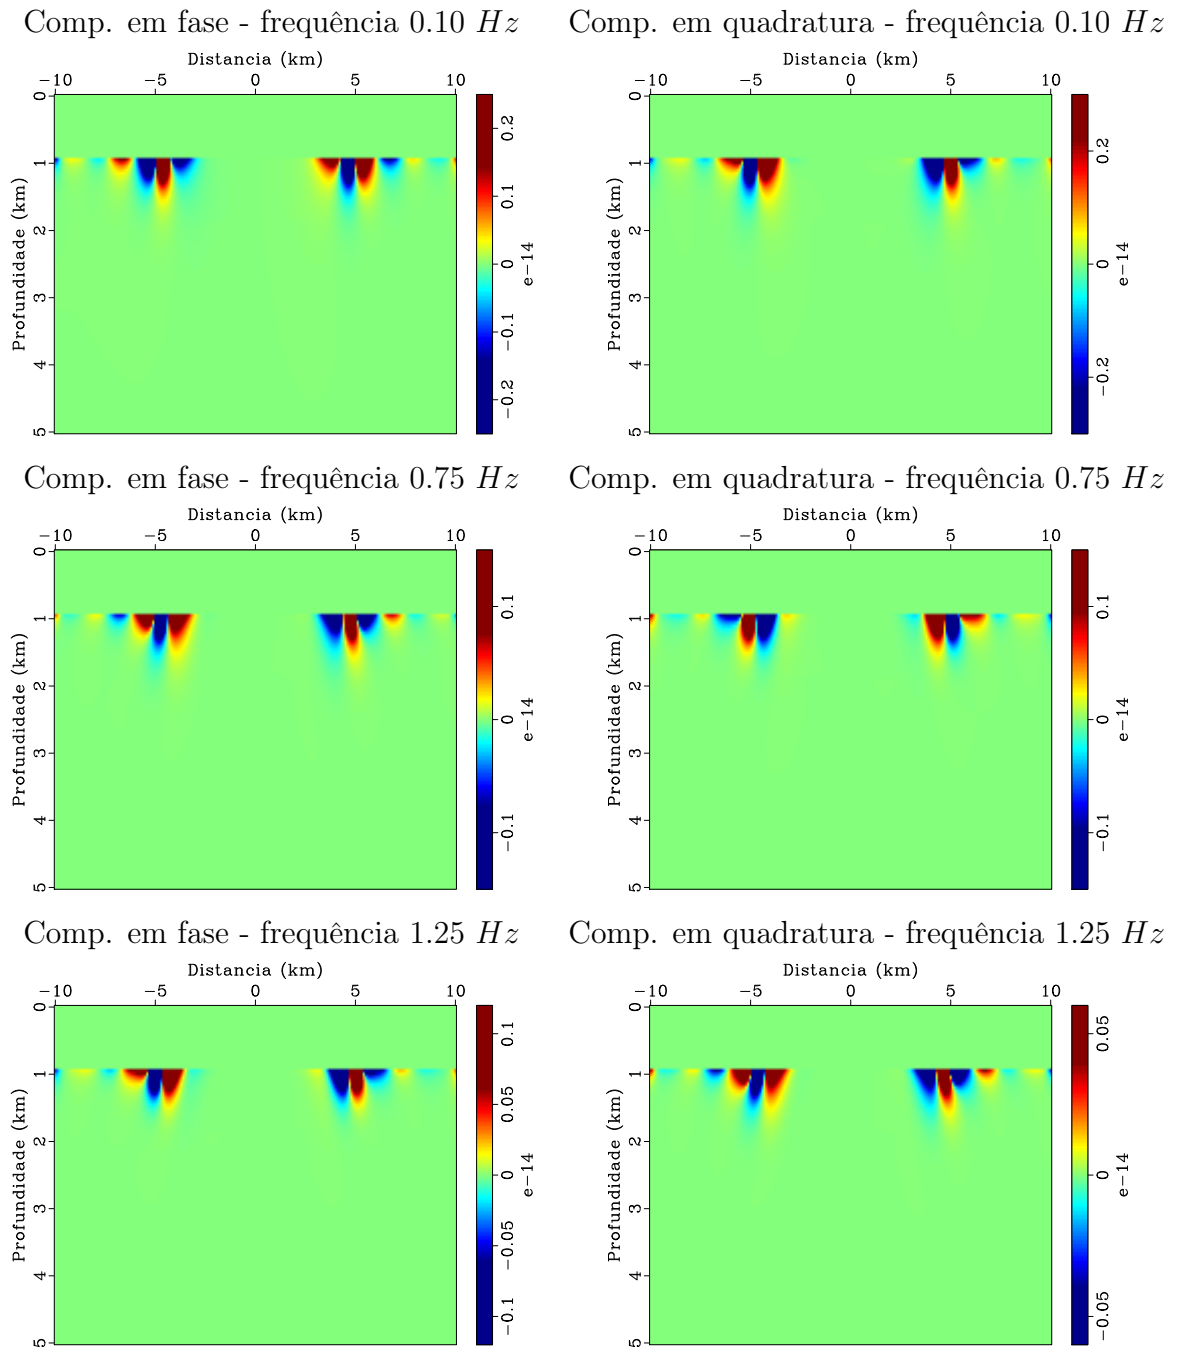 Comp. em fase - frequência 0.10 Hz
Distancia (km)
−10 −5 0 5 10
Profundidade (km)
0 1 2 3 4 5
0.2 0.1 0 −0.1 −0.2
e−14
Comp. em quadratura - frequência 0.10 Hz
Distancia (km)
−10 −5 0 5 10
Profundidade (km)
0 1 2 3 4 5
0.2 0 −0.2
e−14
Comp. em fase - frequência 0.75 Hz
Distancia (km)
−10 −5 0 5 10
Profundidade (km)
0 1 2 3 4 5
0.1 0 −0.1
e−14
Comp. em quadratura - frequência 0.75 Hz
Distancia (km)
−10 −5 0 5 10
Profundidade (km)
0 1 2 3 4 5
0.1 0 −0.1
e−14
Comp. em fase - frequência 1.25 Hz
Distancia (km)
−10 −5 0 5 10
Profundidade (km)
0 1 2 3 4 5
0.1 0.05 0 −0.05 −0.1
e−14
Comp. em quadratura - frequência 1.25 Hz
Distancia (km)
−10 −5 0 5 10
Profundidade (km)
0 1 2 3 4 5
0.05 0 −0.05
e−14